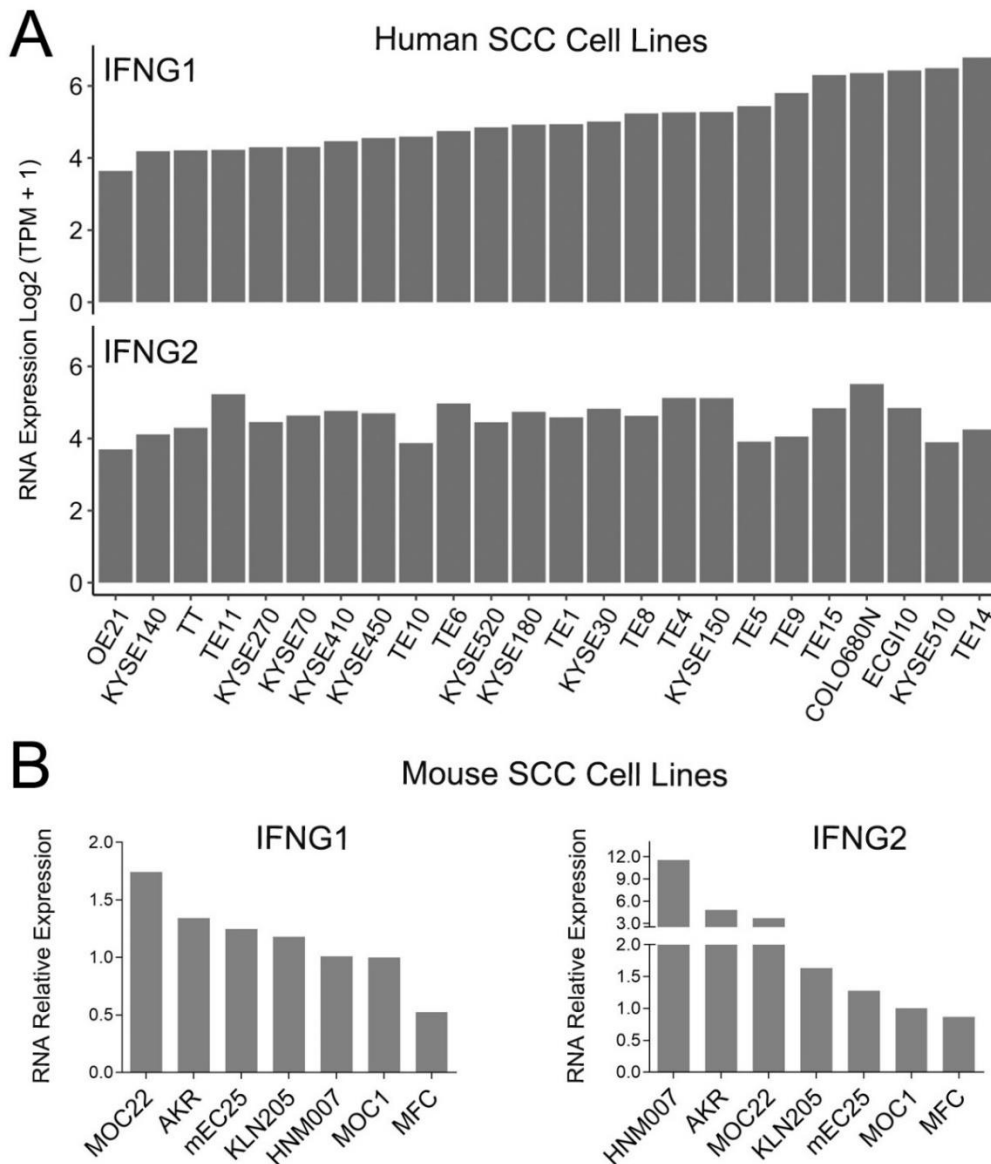 A
Human SCC Cell Lines
IFNG1
6
4
2
0
RNA Expression Log2 (TPM + 1)
IFNG2
6
4
2
0
OE21
KYSE140
TT
TE11
KYSE270
KYSE70
KYSE410
KYSE450
TE10
TE6
KYSE520
KYSE180
TE1
KYSE30
TE8
TE4
KYSE150
TE5
TE9
TE15
COLO680N
ECGI10
KYSE510
TE14
B
Mouse SCC Cell Lines
IFNG1
RNA Relative Expression
2.0
1.5
1.0
0.5
0.0
MOC22
AKR
mEC25
KLN205
HNM007
MOC1
MFC
IFNG2
RNA Relative Expression
12.0
9.0
6.0
3.0
2.0
1.5
1.0
0.5
0.0
HNM007
AKR
MOC22
KLN205
mEC25
MOC1
MFC